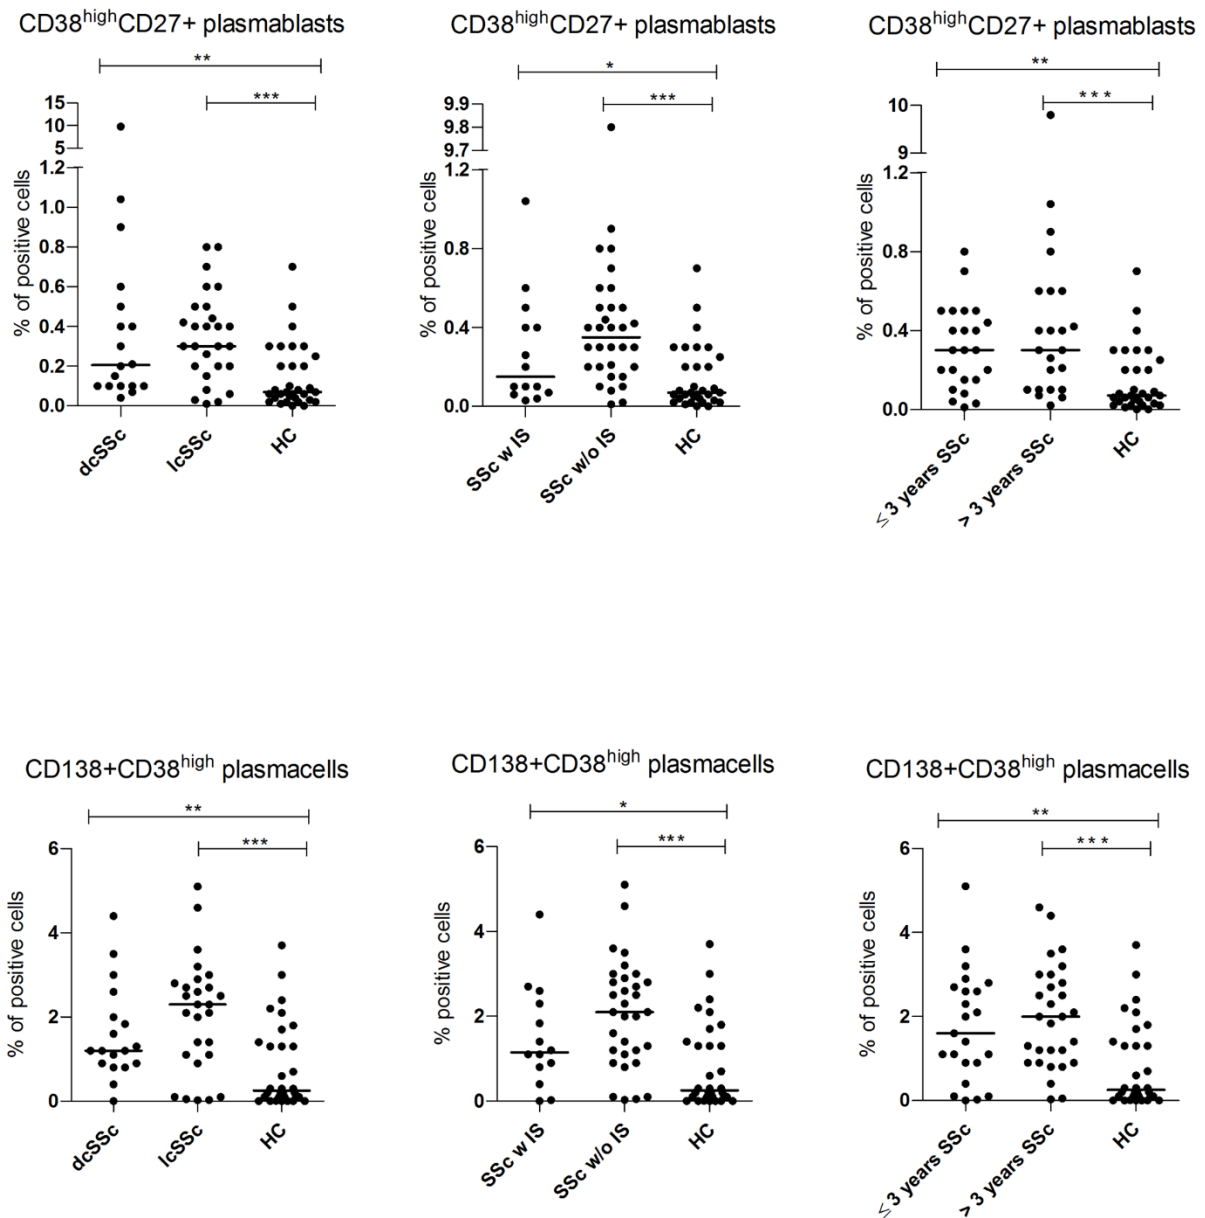 CD38highCD27+ plasmablasts
**
***
15
10
5
1.2
1.0
0.8
0.6
0.4
0.2
0.0
% of positive cells
dcSSc
lcSSc
HC
CD38highCD27+ plasmablasts
*
***
9.9
9.8
9.7
1.2
0.8
0.4
0.0
% of positive cells
SSc w IS
SSc w/o IS
HC
CD38highCD27+ plasmablasts
**
***
10
9
1.2
0.8
0.4
0.0
% of positive cells
≤ 3 years SSc
> 3 years SSc
HC
CD138+CD38high plasmacells
**
***
6
4
2
0
% of positive cells
dcSSc
lcSSc
HC
CD138+CD38high plasmacells
*
***
6
4
2
0
% positive cells
SSc w IS
SSc w/o IS
HC
CD138+CD38high plasmacells
**
***
6
4
2
0
% of positive cells
≤ 3 years SSc
> 3 years SSc
HC